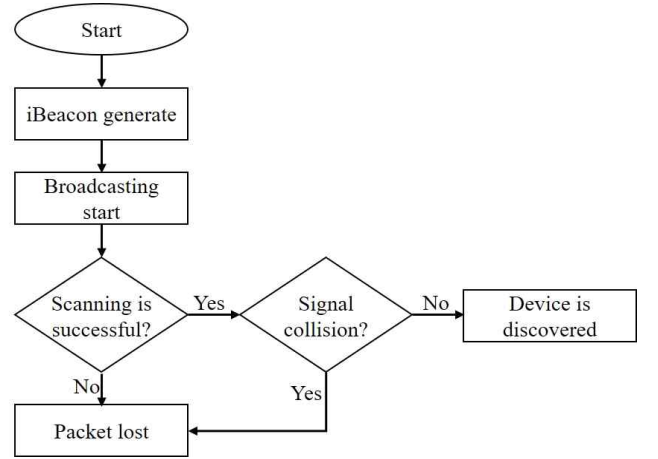 Start
iBeacon generate
Broadcasting
start
Scanning is
successful?
Yes
Signal
collision?
No
Device is
discovered
No
Yes
Packet lost